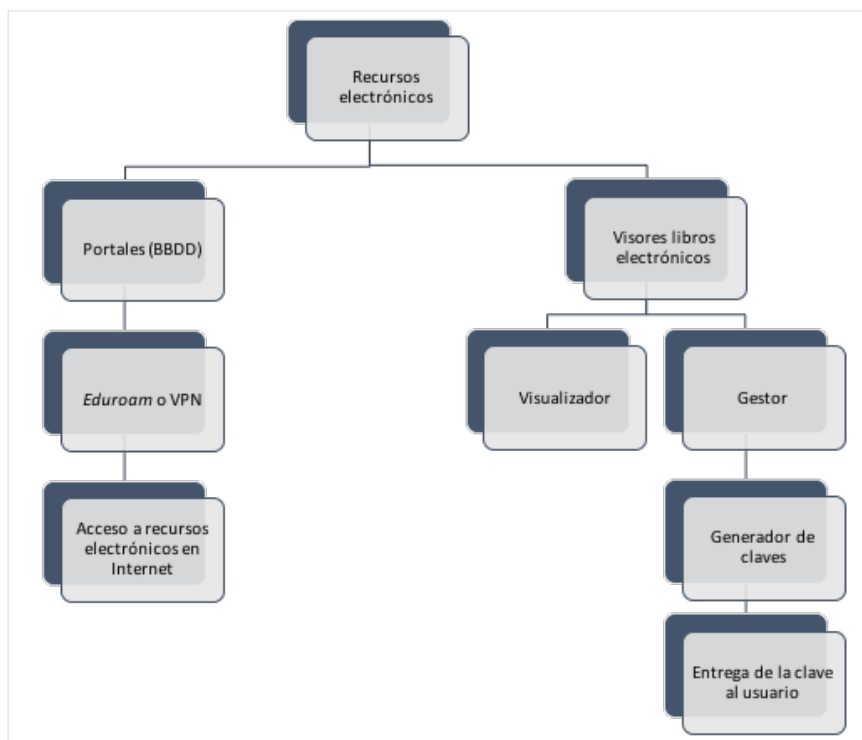 Recursos
electrónicos
Portales (BBDD)
Visores libros
electrónicos
Eduroam o VPN
Visualizador
Gestor
Acceso a recursos
electrónicos en
Internet
Generador de
claves
Entrega de la clave
al usuario